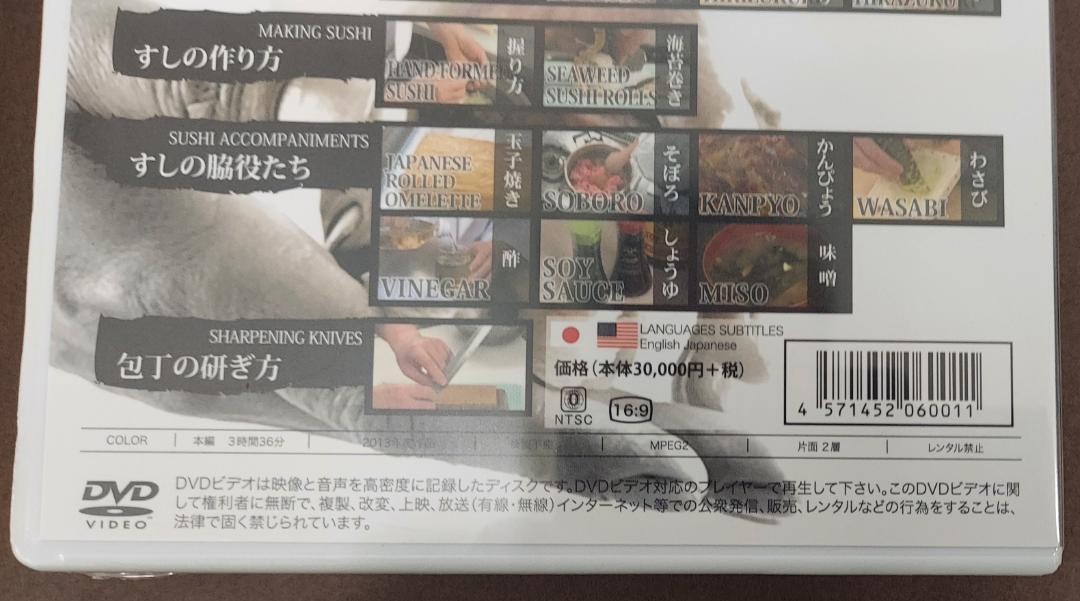 HIRAZUKU
MAKING SUSHI
すしの作り方
HAND FORME
SUSHI
握り方
SEAWEED
SUSHI ROLLS
海苔巻き
SUSHI ACCOMPANIMENTS
すしの脇役たち
JAPANESE
ROLLED
OMELETTE
玉子焼き
SOBORO
そぼろ
KANPYO
かんぴょう
WASABI
わさび
VINEGAR
酢
SOY
SAUCE
しょうゆ
MISO
味噌
SHARPENING KNIVES
包丁の研ぎ方
LANGUAGES SUBTITLES
English Japanese
価格(本体30,000円+税)
NTSC
16:9
4 571452 060011
COLOR 本編 3時間36分 2013年 MPEG2 片面2層 レンタル禁止
DVD
VIDEO
DVDビデオは映像と音声を高密度に記録したディスクです。DVDビデオ対応のプレイヤーで再生して下さい。このDVDビデオに関
して権利者に無断で、複製、改変、上映、放送(有線・無線)インターネット等での公衆発信、販売、レンタルなどの行為をすることは、
法律で固く禁じられています。